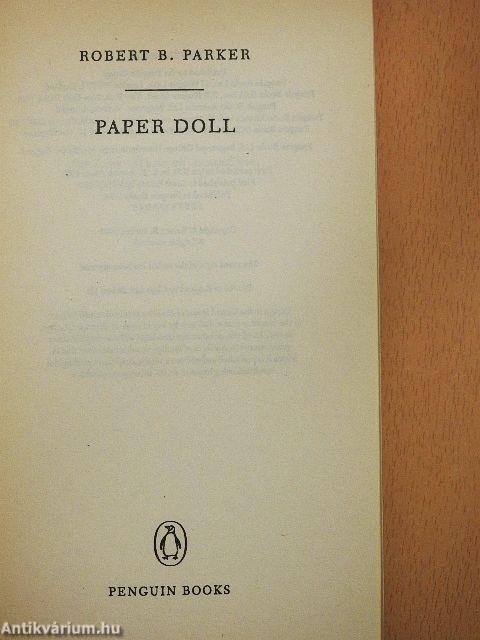 ROBERT B. PARKER
PAPER DOLL
PENGUIN BOOKS
Antikvárium.hu